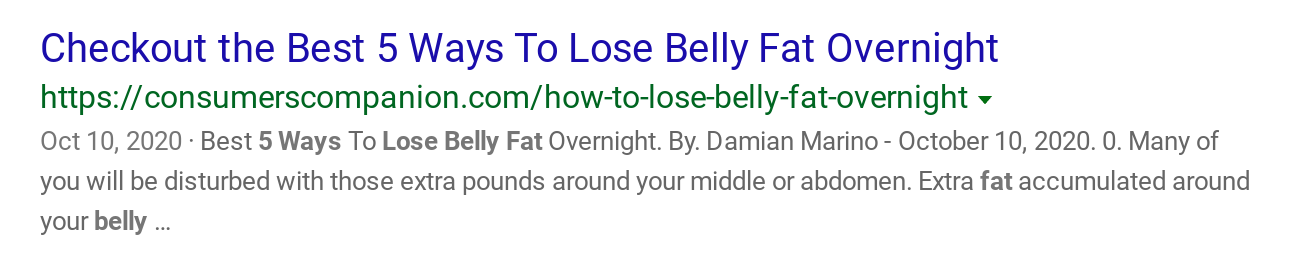 Checkout the Best 5 Ways To Lose Belly Fat Overnight
https://consumerscompanion.com/how-to-lose-belly-fat-overnight
Oct 10, 2020 · Best 5 Ways To Lose Belly Fat Overnight. By. Damian Marino - October 10, 2020. 0. Many of
you will be disturbed with those extra pounds around your middle or abdomen. Extra fat accumulated around
your belly ...